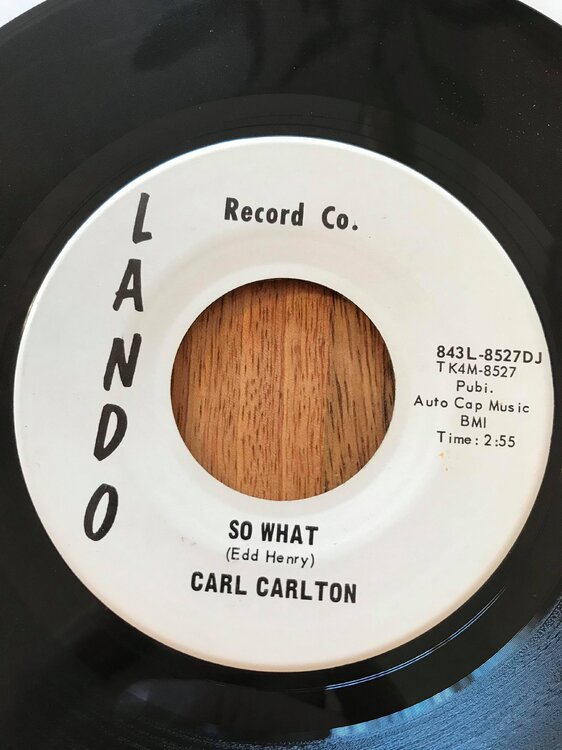 LANDO
Record Co.
843L-8527DJ
TK4M-8527
Publ.
Auto Cap Music
BMI
Time: 2:55
SO WHAT
(Edd Henry)
CARL CARLTON